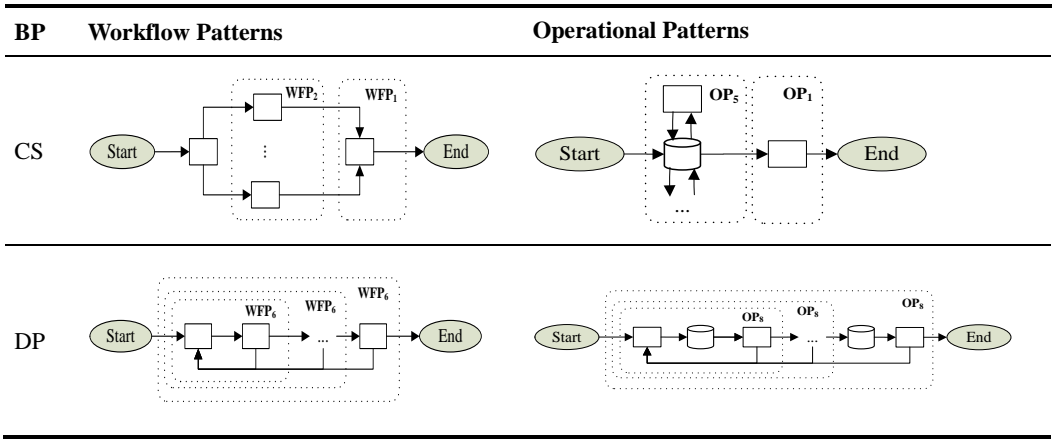 BP Workflow Patterns Operational Patterns
CS
Start
WFP2
⋮
WFP1
End
Start
OP5
...
OP1
End
DP
Start
WFP6
WFP6
...
WFP6
End
Start
OP8
OP8
...
OP8
End